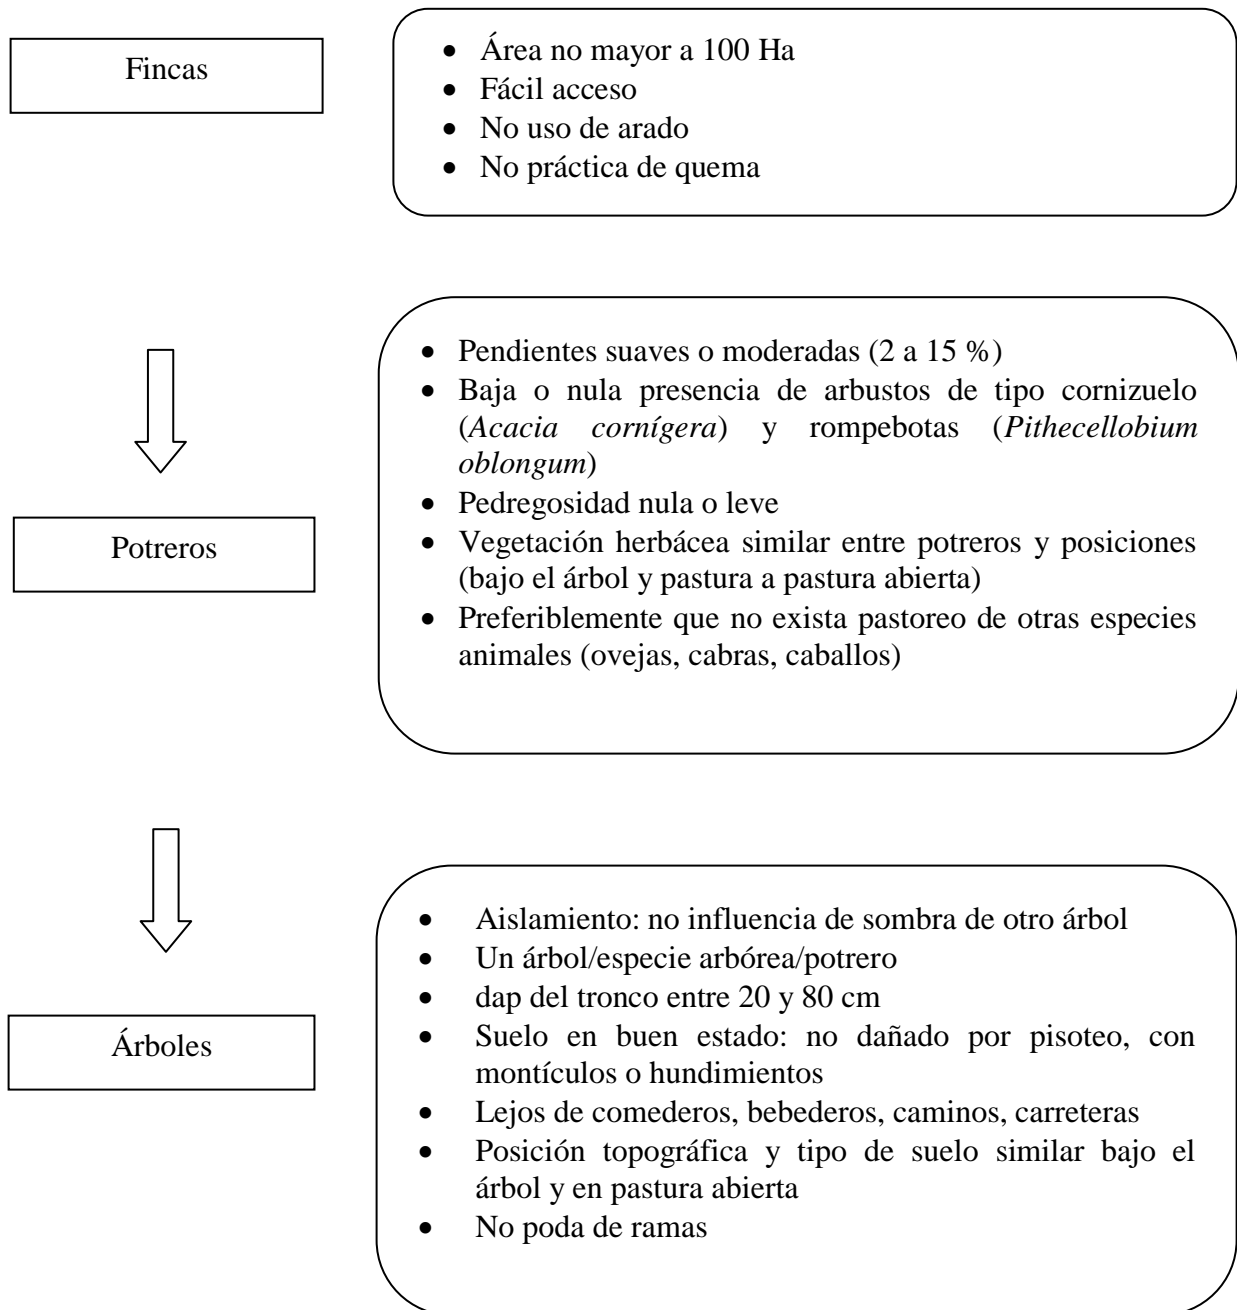 Fincas
• Área no mayor a 100 Ha
• Fácil acceso
• No uso de arado
• No práctica de quema
Potreros
• Pendientes suaves o moderadas (2 a 15 %)
• Baja o nula presencia de arbustos de tipo cornizuelo
(Acacia cornígera) y rompebotas (Pithecellobium
oblongum)
• Pedregosidad nula o leve
• Vegetación herbácea similar entre potreros y posiciones
(bajo el árbol y pastura a pastura abierta)
• Preferiblemente que no exista pastoreo de otras especies
animales (ovejas, cabras, caballos)
Árboles
• Aislamiento: no influencia de sombra de otro árbol
• Un árbol/especie arbórea/potrero
• dap del tronco entre 20 y 80 cm
• Suelo en buen estado: no dañado por pisoteo, con
montículos o hundimientos
• Lejos de comederos, bebederos, caminos, carreteras
• Posición topográfica y tipo de suelo similar bajo el
árbol y en pastura abierta
• No poda de ramas